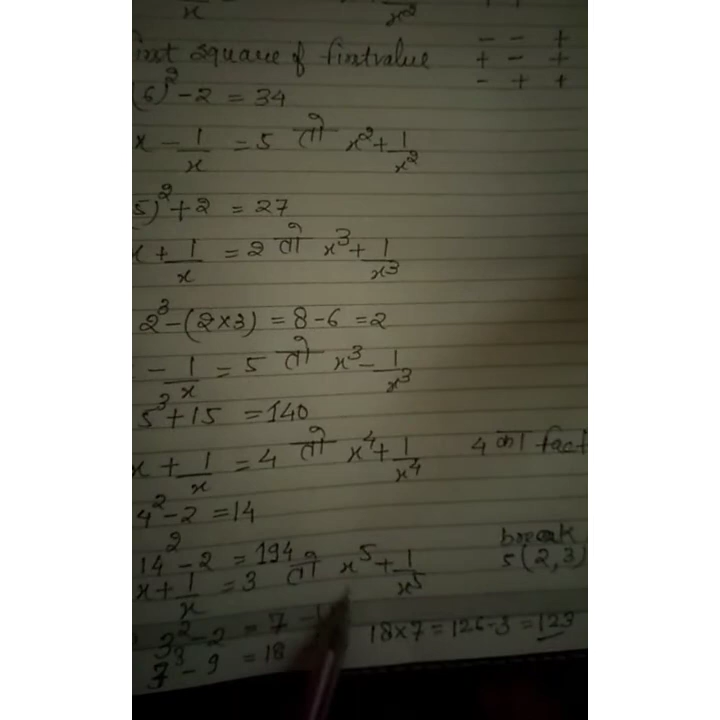 x x²
square of first value
- - +
+ - +
- + +
(6)² - 2 = 34
x - 1/x = 5 तो x² + 1/x²
5)² + 2 = 27
x + 1/x = 2 तो x³ + 1/x³
2³ - (2×3) = 8 - 6 = 2
- 1/x = 5 तो x³ - 1/x³
5³ + 15 = 140
x + 1/x = 4 तो x⁴ + 1/x⁴ 4 का fact
4² - 2 = 14
14² - 2 = 194
x + 1/x = 3 तो x⁵ + 1/x⁵
break
5(2,3)
3² - 2 = 7
7³ - 9 = 18
18×7 = 126-3 = 123